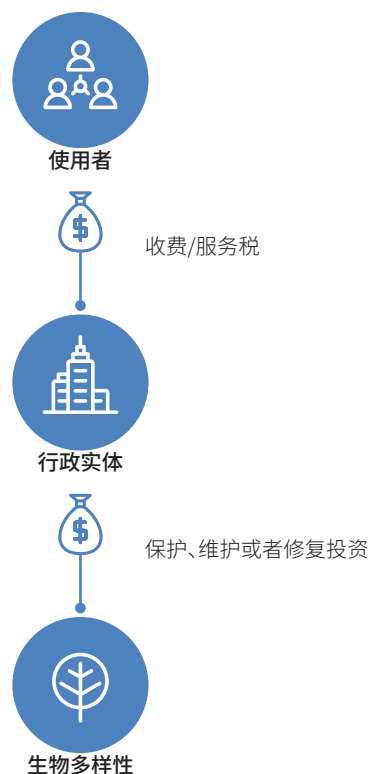 使用者
$
收费/服务税
行政实体
$
保护、维护或者修复投资
生物多样性